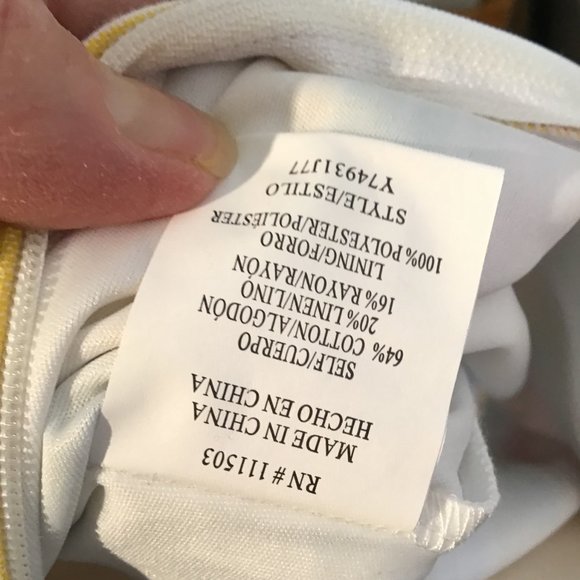 RN # 111503
MADE IN CHINA
HECHO EN CHINA
SELF/CUERPO
64% COTTON/ALGODÓN
20% LINEN/LINO
16% RAYON/RAYÓN
LINING/FORRO
100% POLYESTER/POLIÉSTER
STYLE/ESTILO
Y74931J77